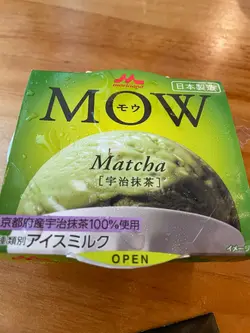 morinaga
日本製造
MOW
モウ
Matcha
[宇治抹茶]
京都府産宇治抹茶100%使用
種類別 アイスミルク
イメージ
OPEN